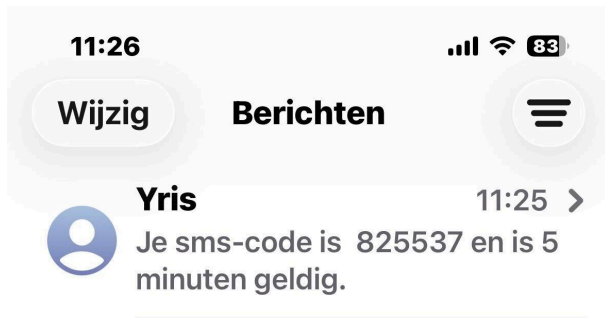 11:26 83
Wijzig Berichten
Yris 11:25
Je sms-code is 825537 en is 5
minuten geldig.